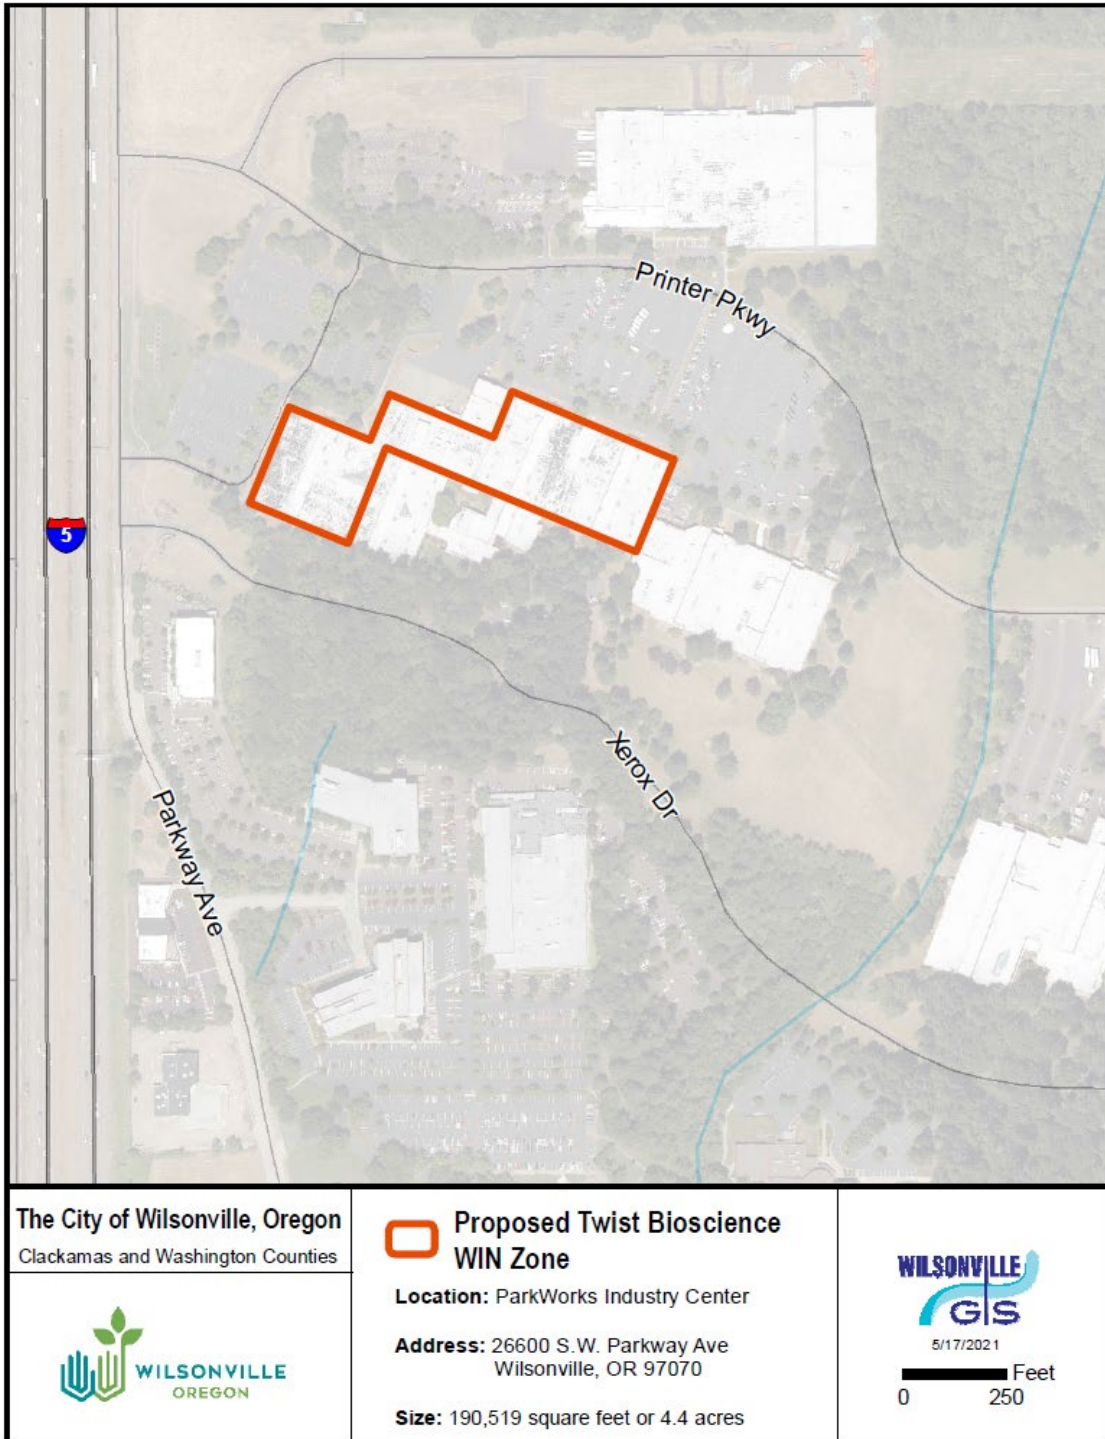 Printer Pkwy
5
Xerox Dr
Parkway Ave
The City of Wilsonville, Oregon
Clackamas and Washington Counties
WILSONVILLE
OREGON
Proposed Twist Bioscience
WIN Zone
Location: ParkWorks Industry Center
Address: 26600 S.W. Parkway Ave
Wilsonville, OR 97070
Size: 190,519 square feet or 4.4 acres
WILSONVILLE
GIS
5/17/2021
Feet
0 250